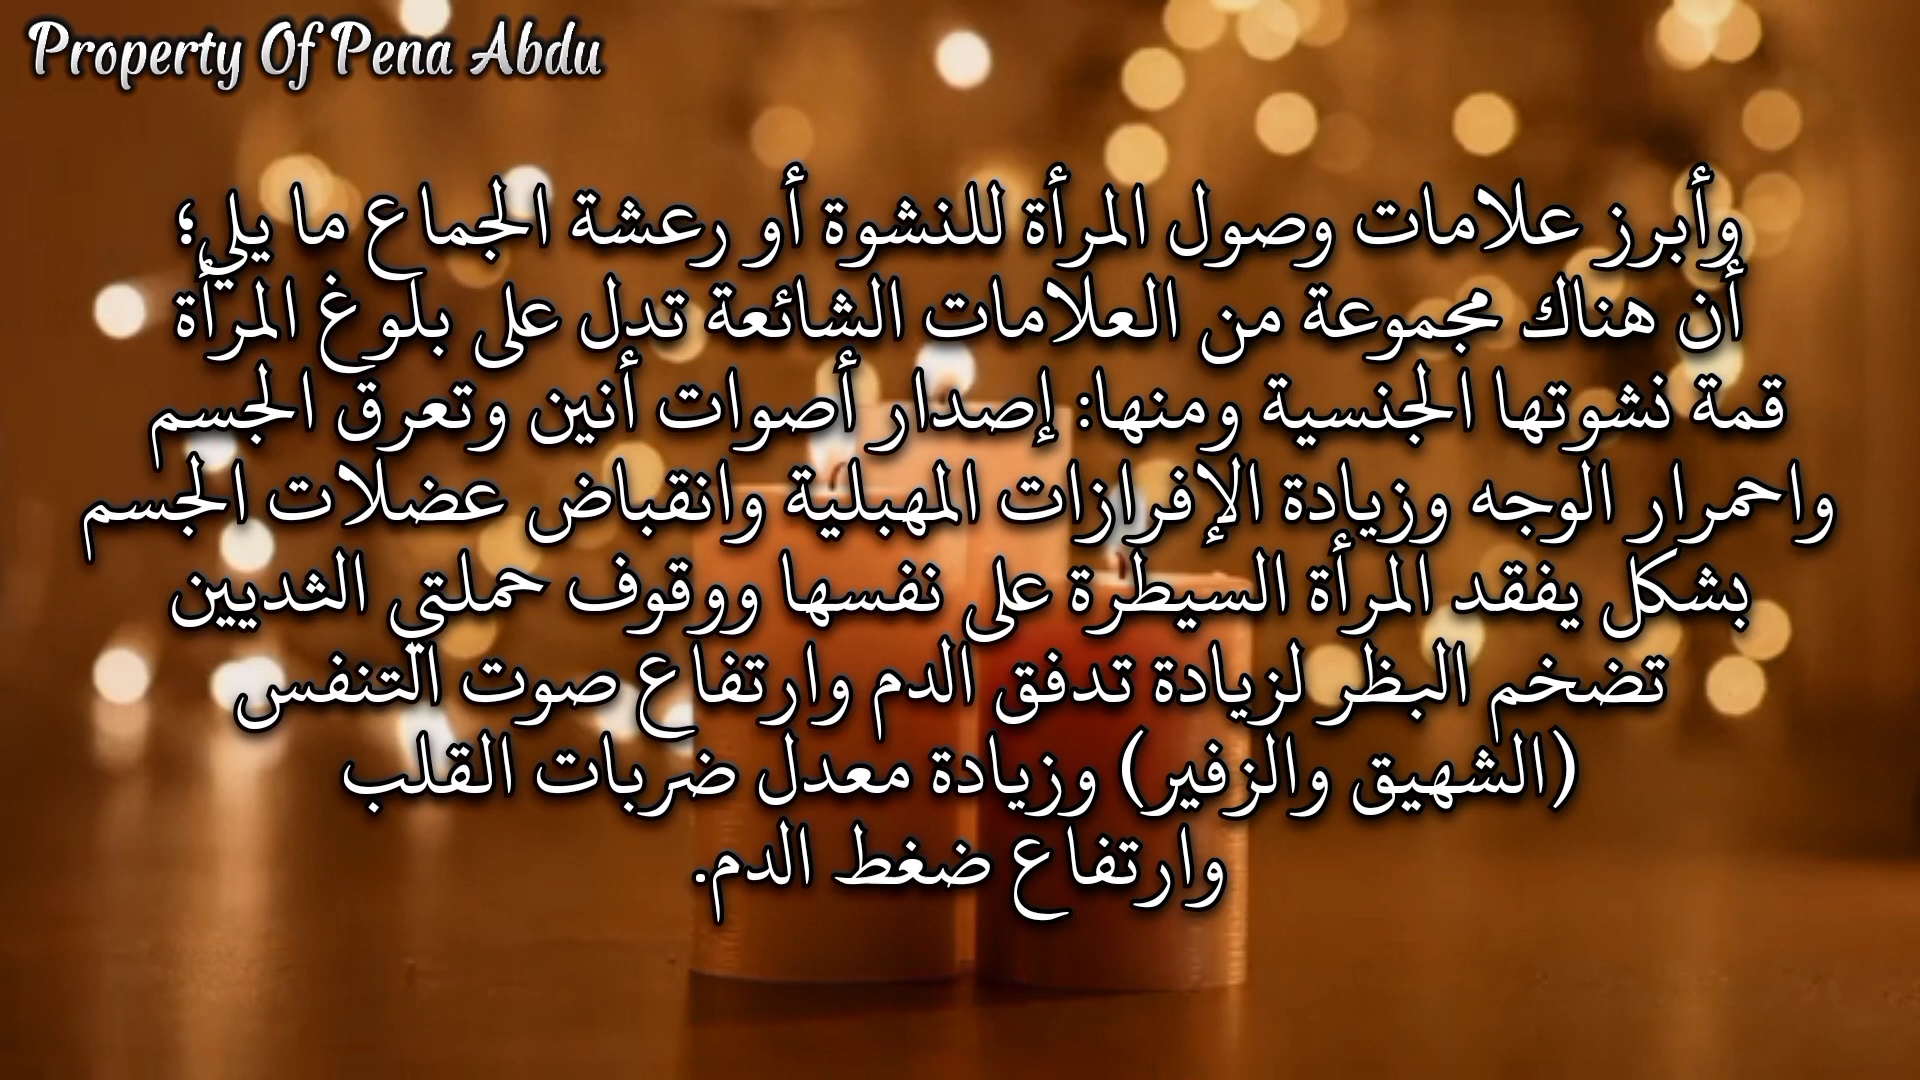 Property Of Pena Abdu
وأبرز علامات وصول المرأة للنشوة أو رعشة الجماع ما يلي؛
أن هناك مجموعة من العلامات الشائعة تدل على بلوغ المرأة
قمة نشوتها الجنسية ومنها: إصدار أصوات أنين وتعرق الجسم
واحمرار الوجه وزيادة الإفرازات المهبلية وانقباض عضلات الجسم
بشكل يفقد المرأة السيطرة على نفسها ووقوف حملتي الثديين
تضخم البظر لزيادة تدفق الدم وارتفاع صوت التنفس
(الشهيق والزفير) وزيادة معدل ضربات القلب
وارتفاع ضغط الدم.